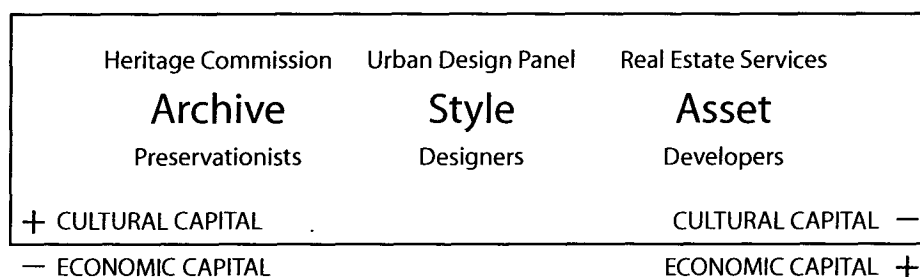 Heritage Commission Urban Design Panel Real Estate Services
Archive Style Asset
Preservationists Designers Developers
+ CULTURAL CAPITAL CULTURAL CAPITAL −
− ECONOMIC CAPITAL ECONOMIC CAPITAL +